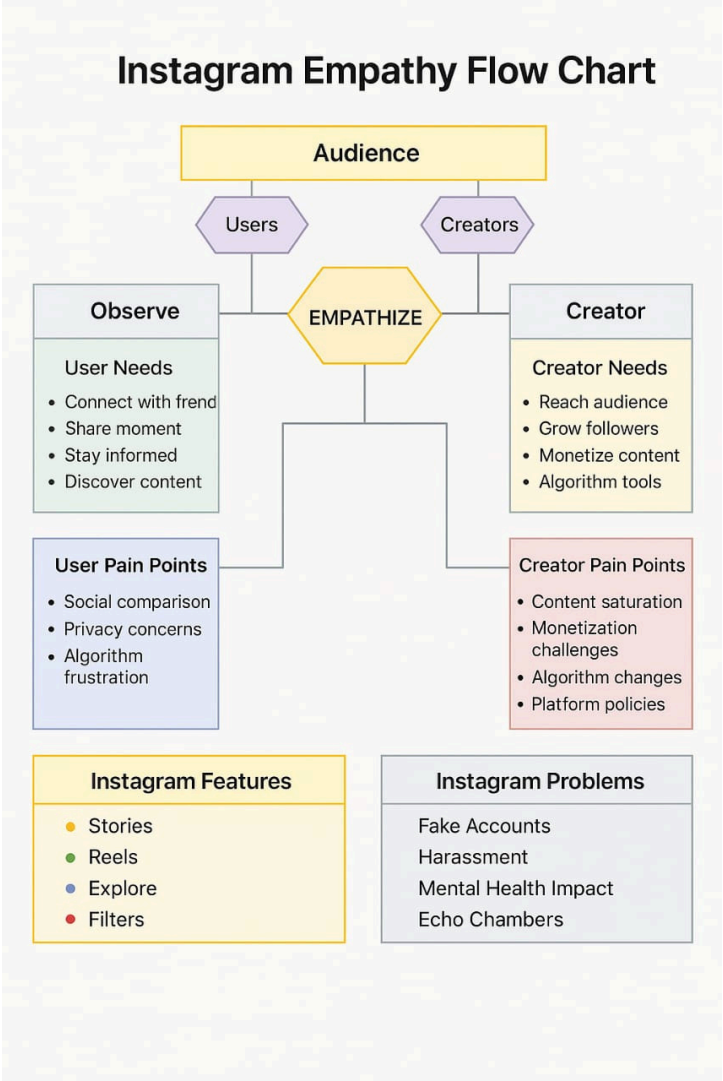 Instagram Empathy Flow Chart
Audience
Users
Creators
EMPATHIZE
Observe
User Needs
• Connect with frend
• Share moment
• Stay informed
• Discover content
Creator
Creator Needs
• Reach audience
• Grow followers
• Monetize content
• Algorithm tools
User Pain Points
• Social comparison
• Privacy concerns
• Algorithm
frustration
Creator Pain Points
• Content saturation
• Monetization
challenges
• Algorithm changes
• Platform policies
Instagram Features
• Stories
• Reels
• Explore
• Filters
Instagram Problems
Fake Accounts
Harassment
Mental Health Impact
Echo Chambers